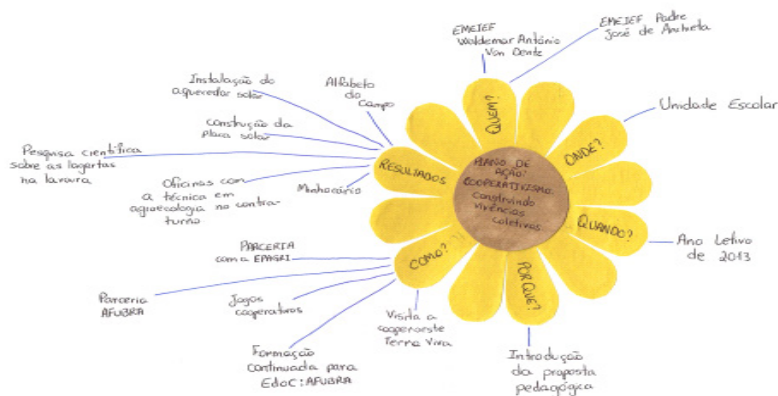 EMEIEF
Waldemar Antônio
Von Dente
EMEIEF Padre
José de Anchieta
Instalação do
aquecedor solar
Alfabeto
do
Campo
Unidade Escolar
Construção da
placa solar
QUEM?
ONDE?
Pesquisa científica
sobre as lagartas
na lavoura
RESULTADOS
PLANO DE
AÇÃO:
COOPERATIVISMO:
Construindo
vivências
coletivas
Oficinas com
a técnica em
agroecologia no contra-
turno
Minhocário
QUANDO?
Ano Letivo
de 2013
PARCERIA
com a EPAGRI
COMO?
POR QUE?
Parceria
AFUBRA
Jogos
cooperativos
Visita a
cooperoeste
Terra Viva
Formação
continuada para
EdoC: AFUBRA
Introdução
da proposta
pedagógica